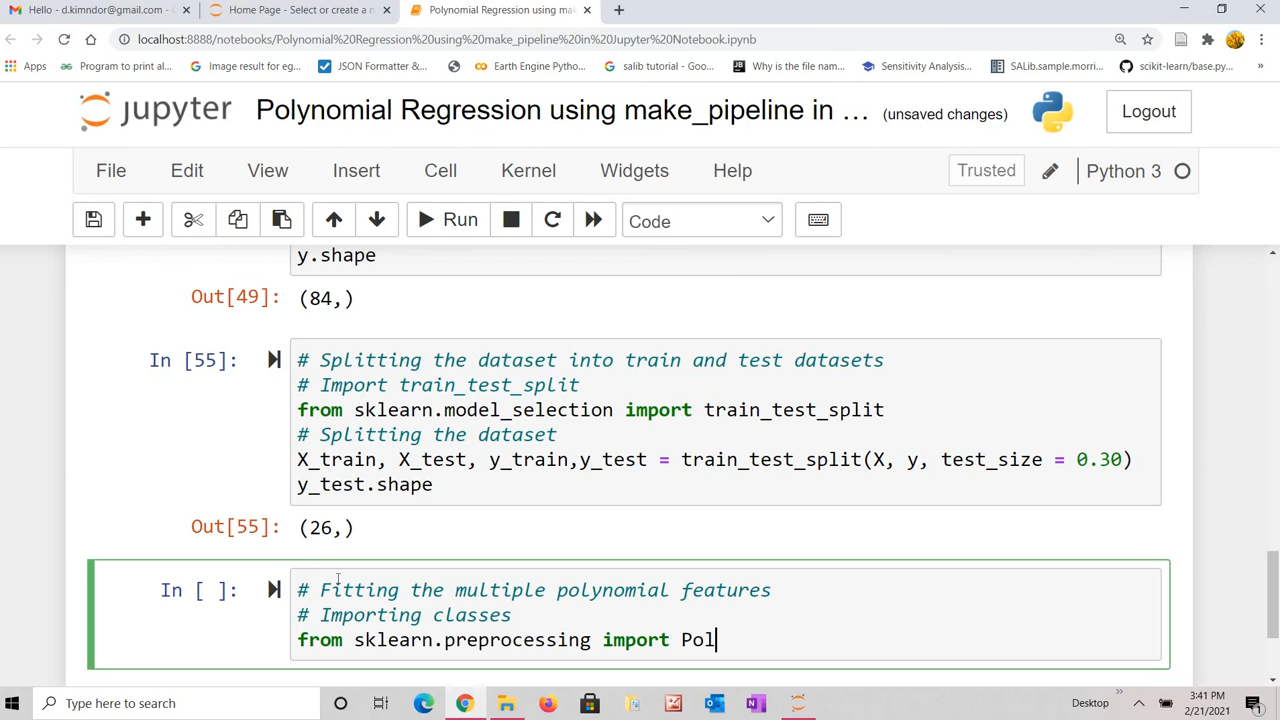 Hello - d.kimndor@gmail.com -
Home Page - Select or create a n
Polynomial Regression using mak
localhost:8888/notebooks/Polynomial%20Regression%20using%20make_pipeline%20in%20Jupyter%20Notebook.ipynb
Apps
Program to print al...
Image result for eg...
JSON Formatter &...
Earth Engine Pytho...
salib tutorial - Goo...
Why is the file nam...
Sensitivity Analysis...
SALib.sample.morri...
scikit-learn/base.py...
jupyter
Polynomial Regression using make_pipeline in ...
(unsaved changes)
Logout
File
Edit
View
Insert
Cell
Kernel
Widgets
Help
Trusted
Python 3
Run
Code
y.shape
Out[49]:
(84,)
In [55]:
# Splitting the dataset into train and test datasets
# Import train_test_split
from sklearn.model_selection import train_test_split
# Splitting the dataset
X_train, X_test, y_train,y_test = train_test_split(X, y, test_size = 0.30)
y_test.shape
Out[55]:
(26,)
In [ ]:
# Fitting the multiple polynomial features
# Importing classes
from sklearn.preprocessing import Pol
Type here to search
Desktop
3:41 PM
2/21/2021